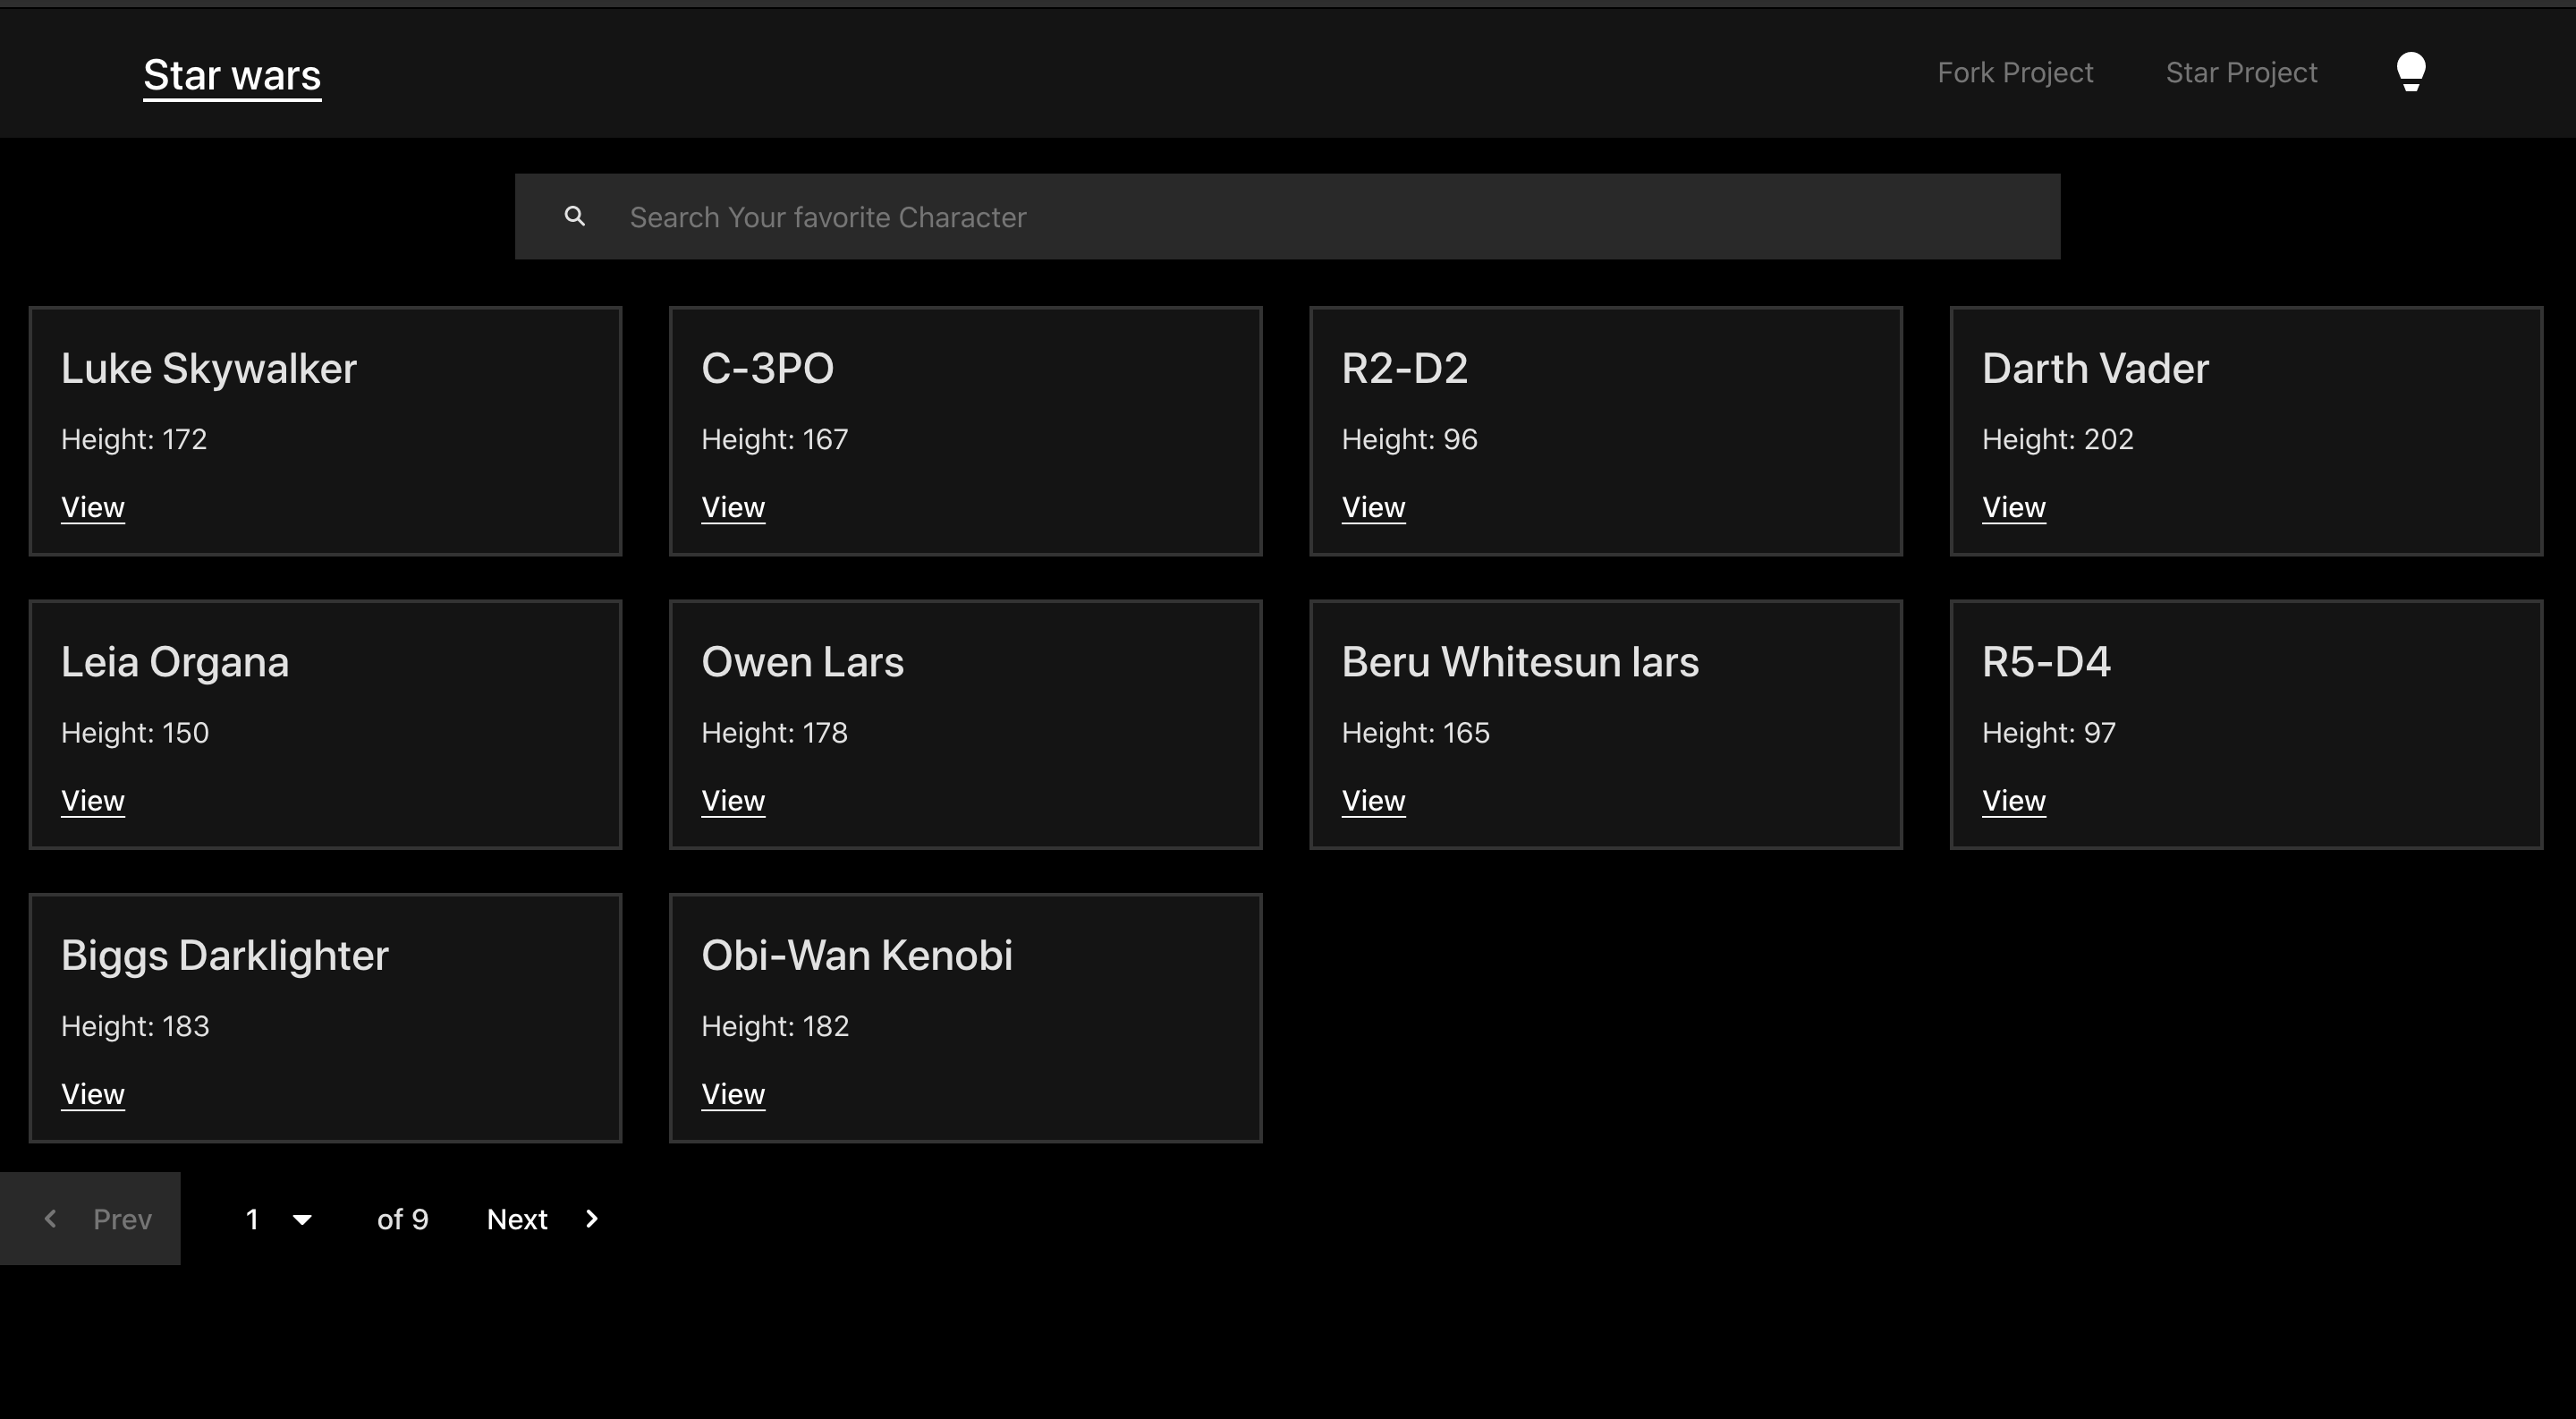 Star wars
Fork Project
Star Project
Search Your favorite Character
Luke Skywalker
Height: 172
View
C-3PO
Height: 167
View
R2-D2
Height: 96
View
Darth Vader
Height: 202
View
Leia Organa
Height: 150
View
Owen Lars
Height: 178
View
Beru Whitesun lars
Height: 165
View
R5-D4
Height: 97
View
Biggs Darklighter
Height: 183
View
Obi-Wan Kenobi
Height: 182
View
Prev 1 of 9 Next